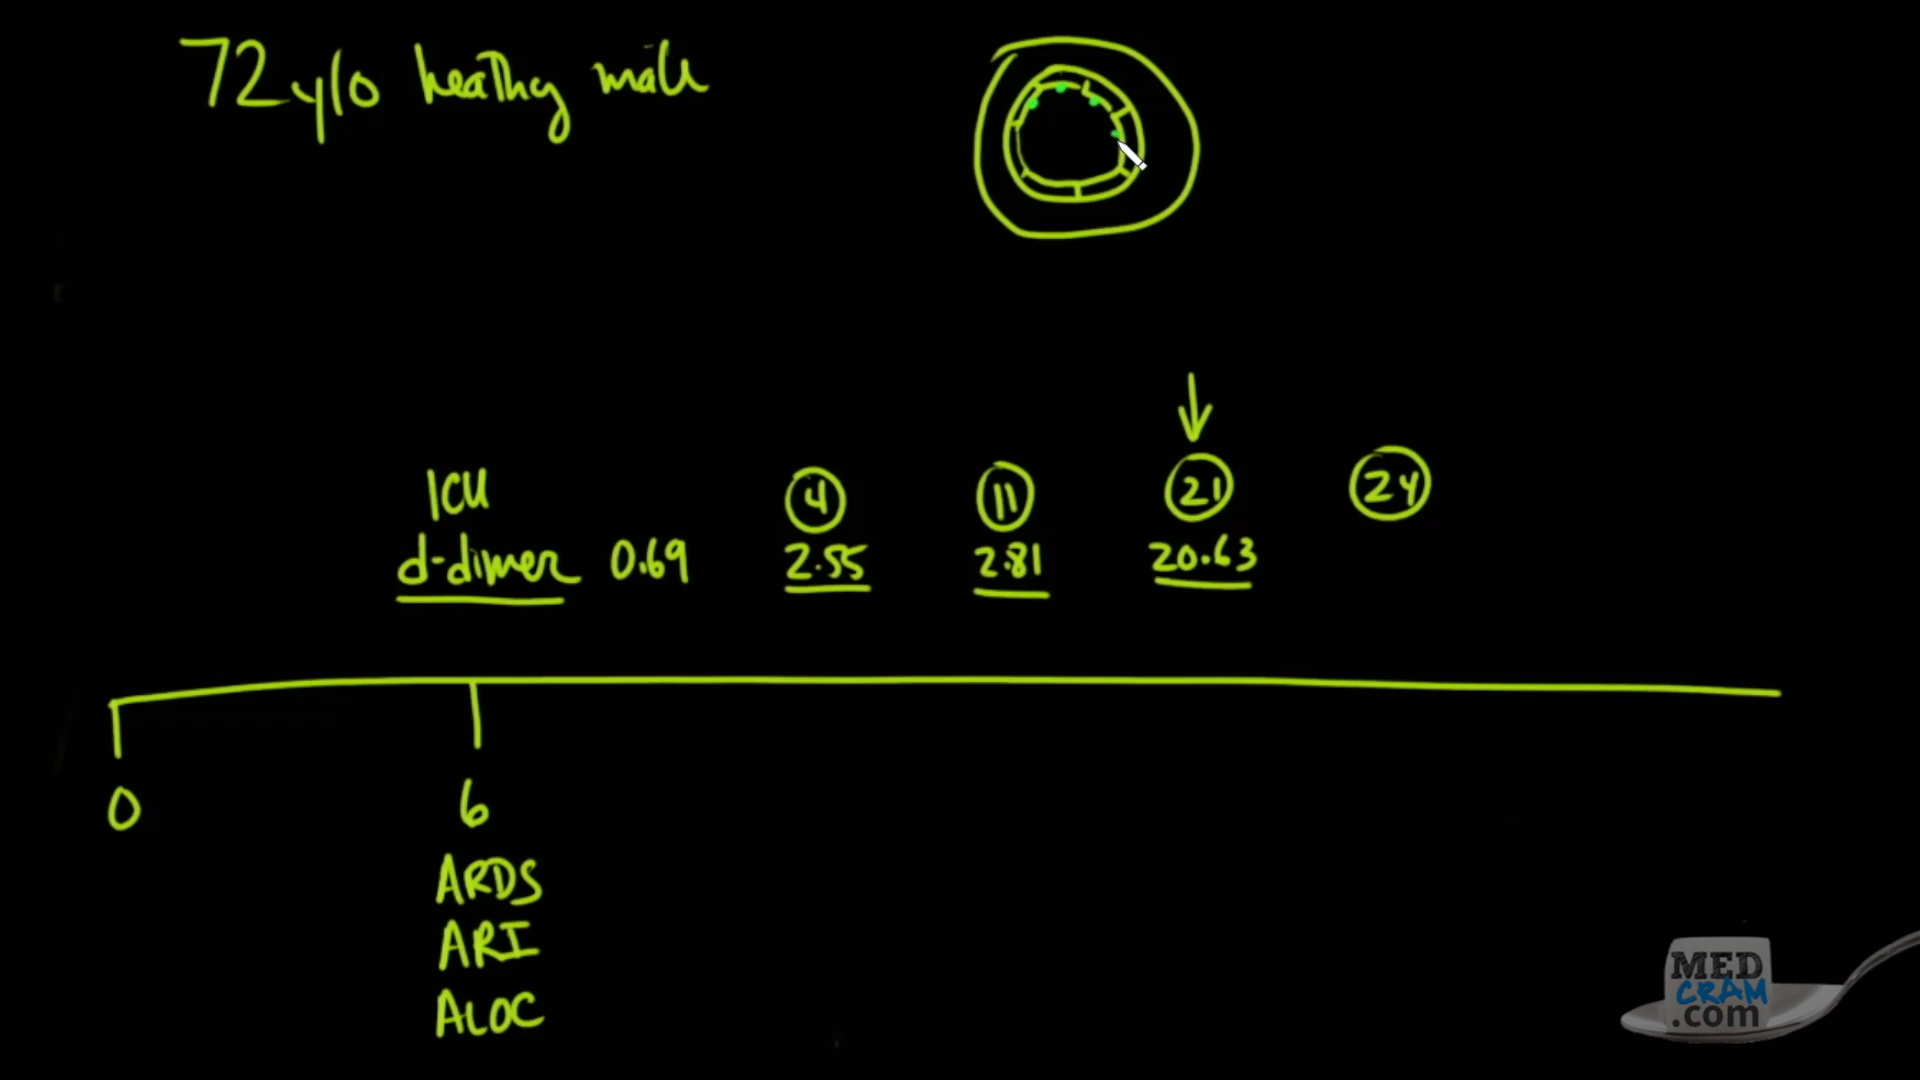 72 y/o healthy male
ICU 4 11 21 24
d-dimer 0.69 2.55 2.81 20.63
0 6
ARDS
ARI
ALOC
MED
CRAM
.com